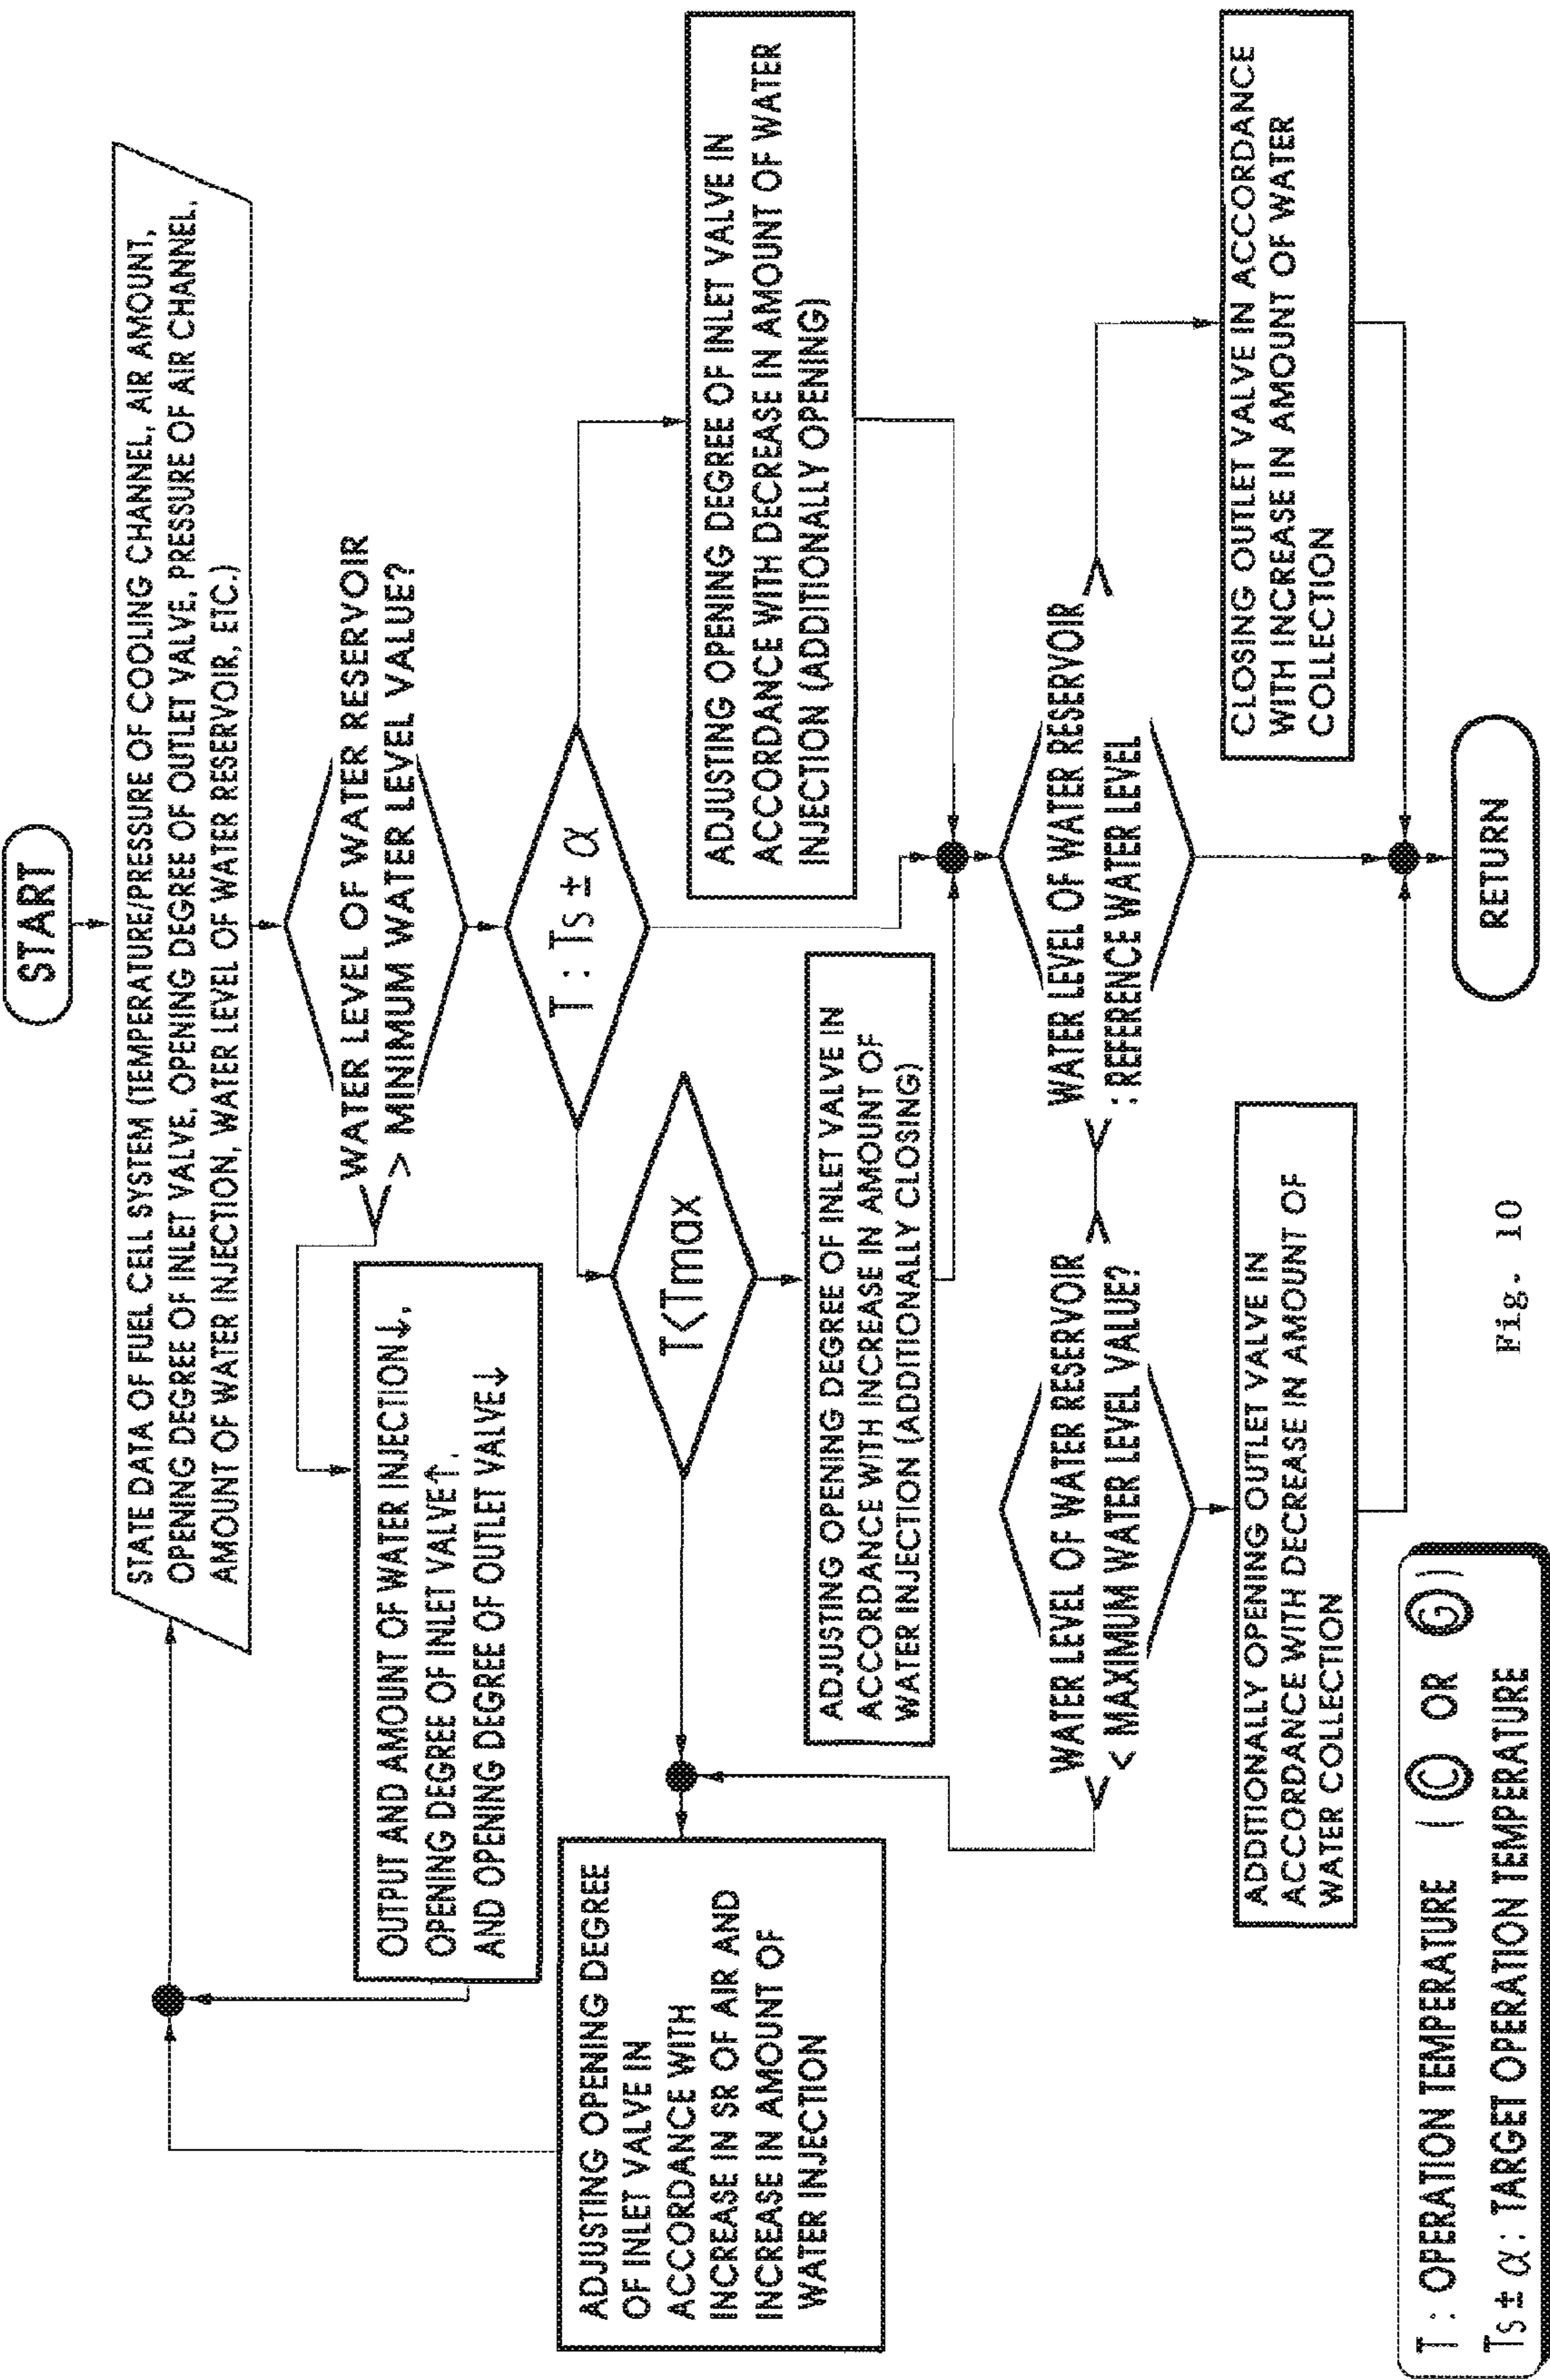 START
STATE DATA OF FUEL CELL SYSTEM (TEMPERATURE/PRESSURE OF COOLING CHANNEL, AIR AMOUNT,
OPENING DEGREE OF INLET VALVE, OPENING DEGREE OF OUTLET VALVE, PRESSURE OF AIR CHANNEL,
AMOUNT OF WATER INJECTION, WATER LEVEL OF WATER RESERVOIR, ETC.)
WATER LEVEL OF WATER RESERVOIR
> MINIMUM WATER LEVEL VALUE?
OUTPUT AND AMOUNT OF WATER INJECTION↓,
OPENING DEGREE OF INLET VALVE↑,
AND OPENING DEGREE OF OUTLET VALVE↓
T : Ts ± α
T<Tmax
ADJUSTING OPENING DEGREE
OF INLET VALVE IN
ACCORDANCE WITH
INCREASE IN SR OF AIR AND
INCREASE IN AMOUNT OF
WATER INJECTION
ADJUSTING OPENING DEGREE OF INLET VALVE IN
ACCORDANCE WITH INCREASE IN AMOUNT OF
WATER INJECTION (ADDITIONALLY CLOSING)
ADJUSTING OPENING DEGREE OF INLET VALVE IN
ACCORDANCE WITH DECREASE IN AMOUNT OF WATER
INJECTION (ADDITIONALLY OPENING)
WATER LEVEL OF WATER RESERVOIR
< MAXIMUM WATER LEVEL VALUE?
WATER LEVEL OF WATER RESERVOIR
: REFERENCE WATER LEVEL
ADDITIONALLY OPENING OUTLET VALVE IN
ACCORDANCE WITH DECREASE IN AMOUNT OF
WATER COLLECTION
CLOSING OUTLET VALVE IN ACCORDANCE
WITH INCREASE IN AMOUNT OF WATER
COLLECTION
RETURN
T : OPERATION TEMPERATURE ( C OR G )
Ts ± α : TARGET OPERATION TEMPERATURE
Fig. 10